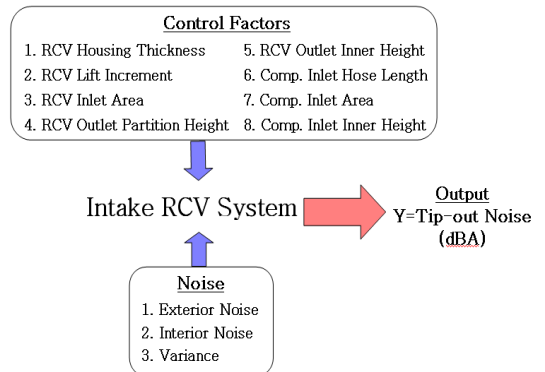 Control Factors
1. RCV Housing Thickness
2. RCV Lift Increment
3. RCV Inlet Area
4. RCV Outlet Partition Height
5. RCV Outlet Inner Height
6. Comp. Inlet Hose Length
7. Comp. Inlet Area
8. Comp. Inlet Inner Height
Intake RCV System
Output
Y=Tip-out Noise
(dBA)
Noise
1. Exterior Noise
2. Interior Noise
3. Variance